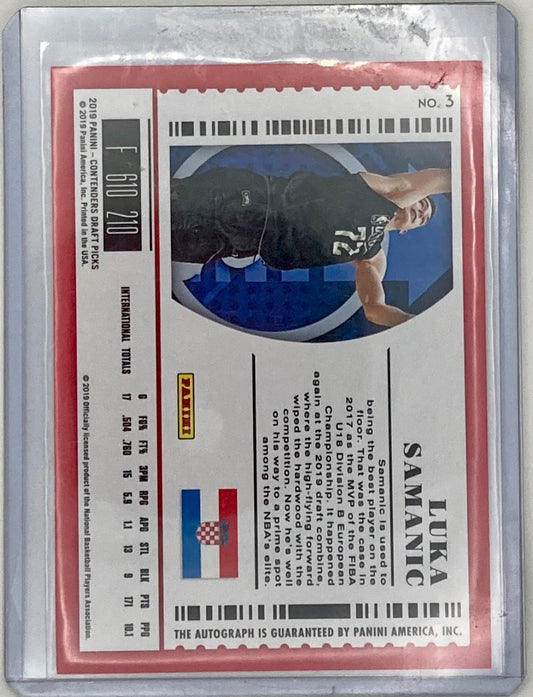 NO. 3
LUKA
SAMANIC
Samanic is used to
being the best player on the
floor. That was the case in
2017 as the MVP of the FIBA
U18 Division B European
Championship. It happened
again at the 2019 draft combine,
where the high-flying forward
wiped the hardwood with the
competition. Now he's well
on his way to a prime spot
among the NBA's elite.
27
PANINI
F 610 210
G FG% FT% 3PM RPG APG STL BLK PTS PPG
INTERNATIONAL TOTALS 17 .504 .760 15 5.9 1.1 13 9 171 10.1
2019 PANINI – CONTENDERS DRAFT PICKS
© 2019 Panini America, Inc. Printed in the USA.
© 2019 Officially licensed product of the National Basketball Players Association.
THE AUTOGRAPH IS GUARANTEED BY PANINI AMERICA, INC.